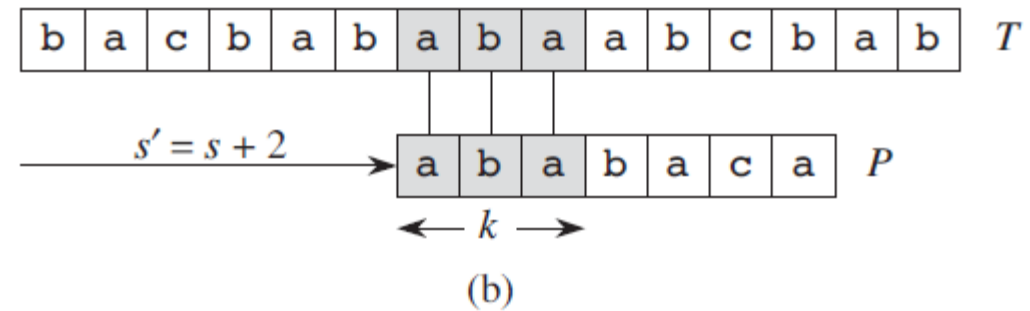 b a c b a b a b a a b c b a b T
s′ = s + 2
a b a b a c a P
k
(b)